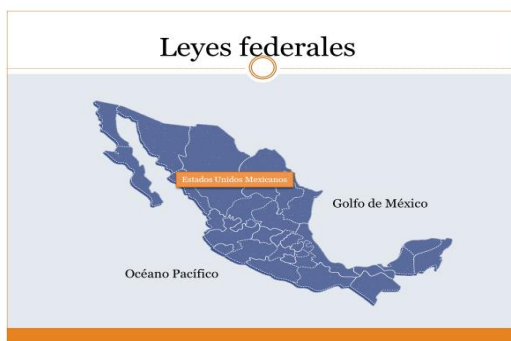 Leyes federales
Estados Unidos Mexicanos
Golfo de México
Océano Pacífico